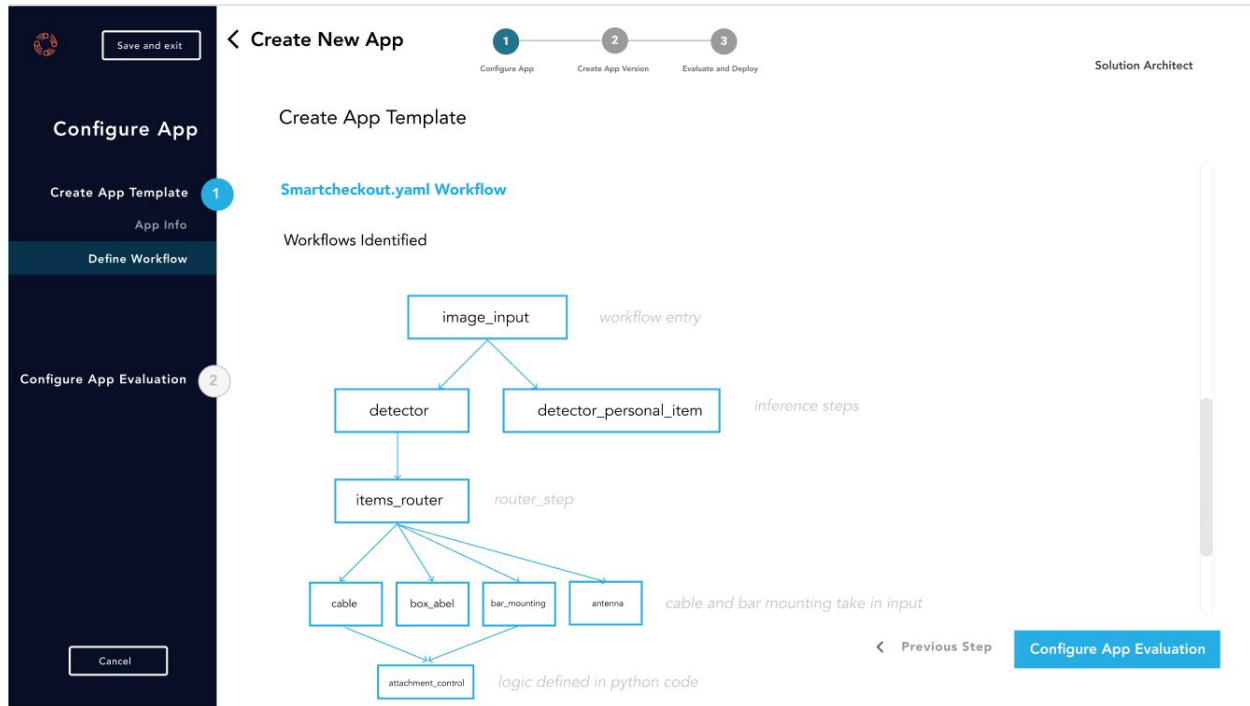 Save and exit
Create New App
1
2
3
Configure App
Create App Version
Evaluate and Deploy
Solution Architect
Configure App
Create App Template
1
App Info
Define Workflow
Configure App Evaluation
2
Cancel
Create App Template
Smartcheckout.yaml Workflow
Workflows Identified
image_input
workflow entry
detector
detector_personal_item
inference steps
items_router
router_step
cable
box_abel
bar_mounting
antenna
cable and bar mounting take in input
attachment_control
logic defined in python code
Previous Step
Configure App Evaluation